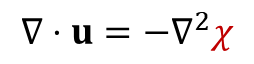 ∇ · 𝐮 = −∇²χ